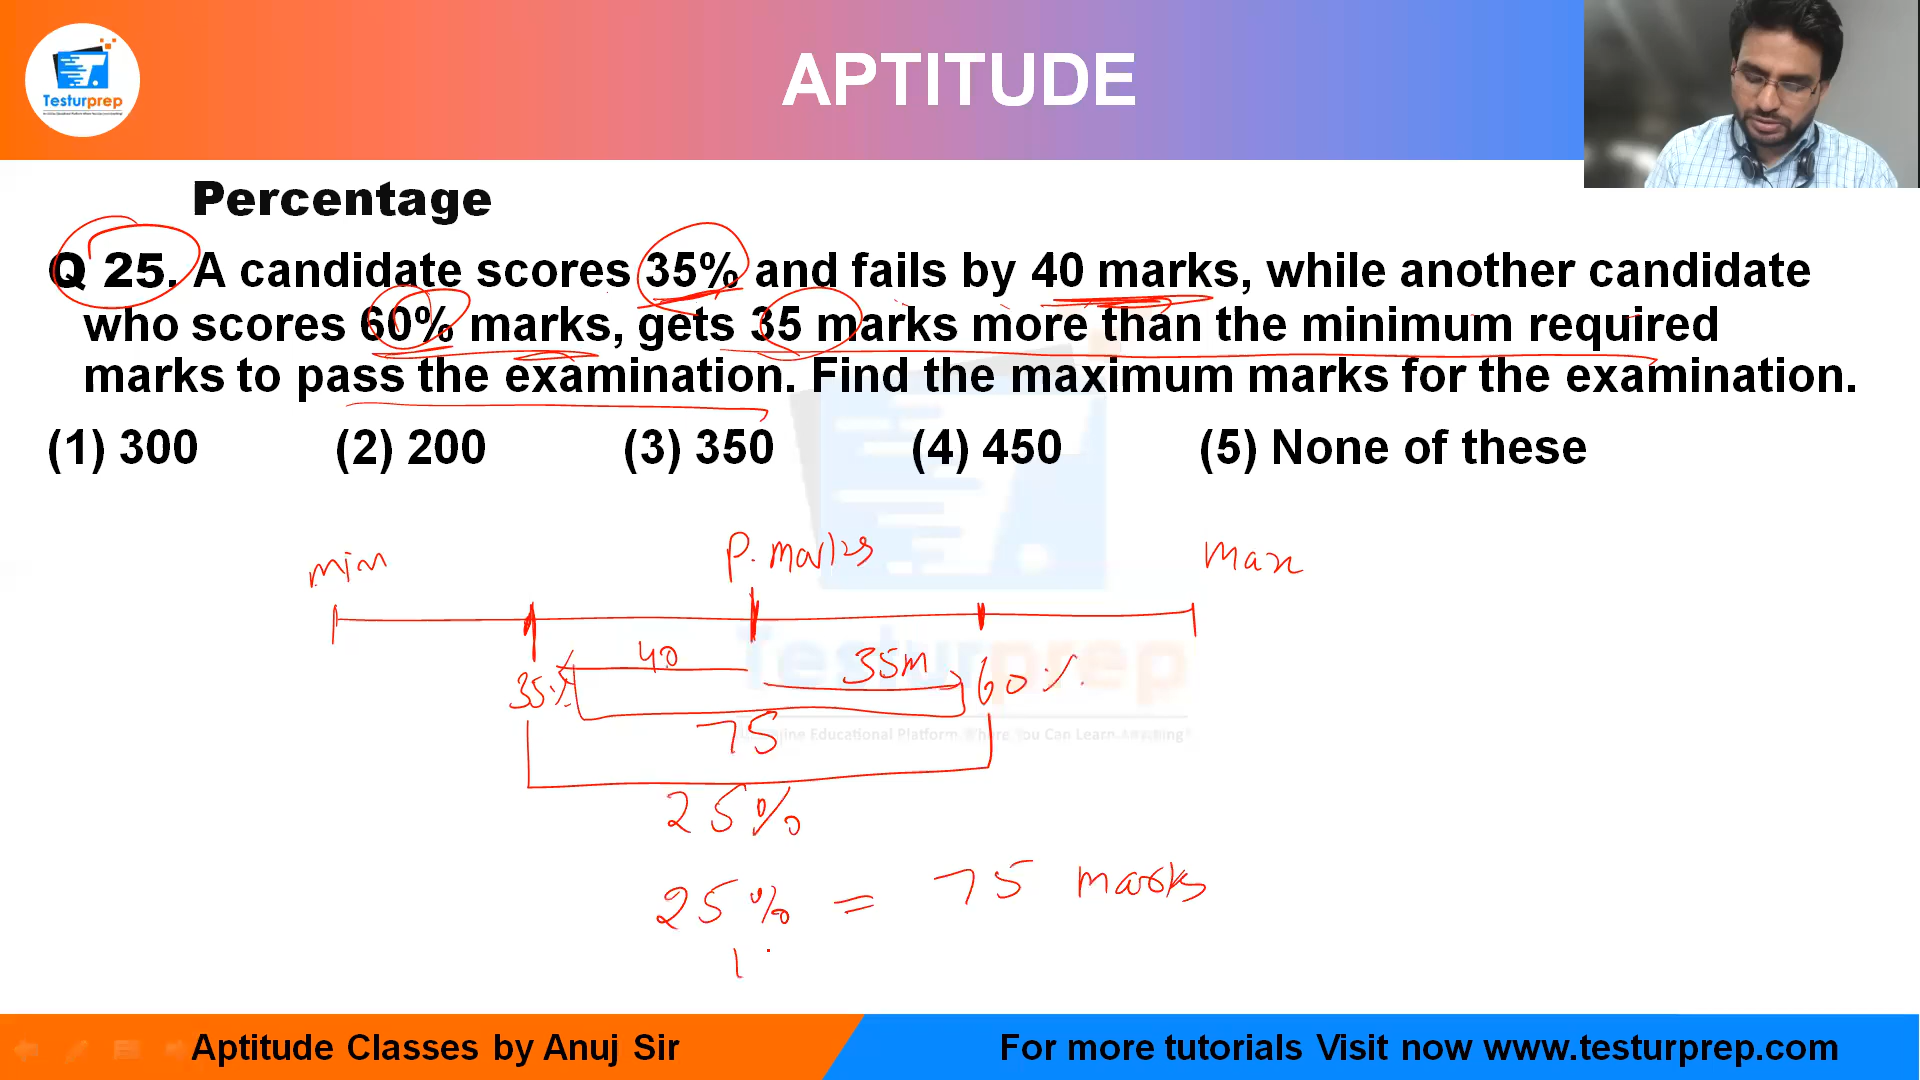 Testurprep
APTITUDE
Percentage
Q 25. A candidate scores 35% and fails by 40 marks, while another candidate
who scores 60% marks, gets 35 marks more than the minimum required
marks to pass the examination. Find the maximum marks for the examination.
(1) 300 (2) 200 (3) 350 (4) 450 (5) None of these
min P. marks max
40 35m
35% 60%
Testurprep
75
25%
25% = 75 marks
1
Aptitude Classes by Anuj Sir
For more tutorials Visit now www.testurprep.com